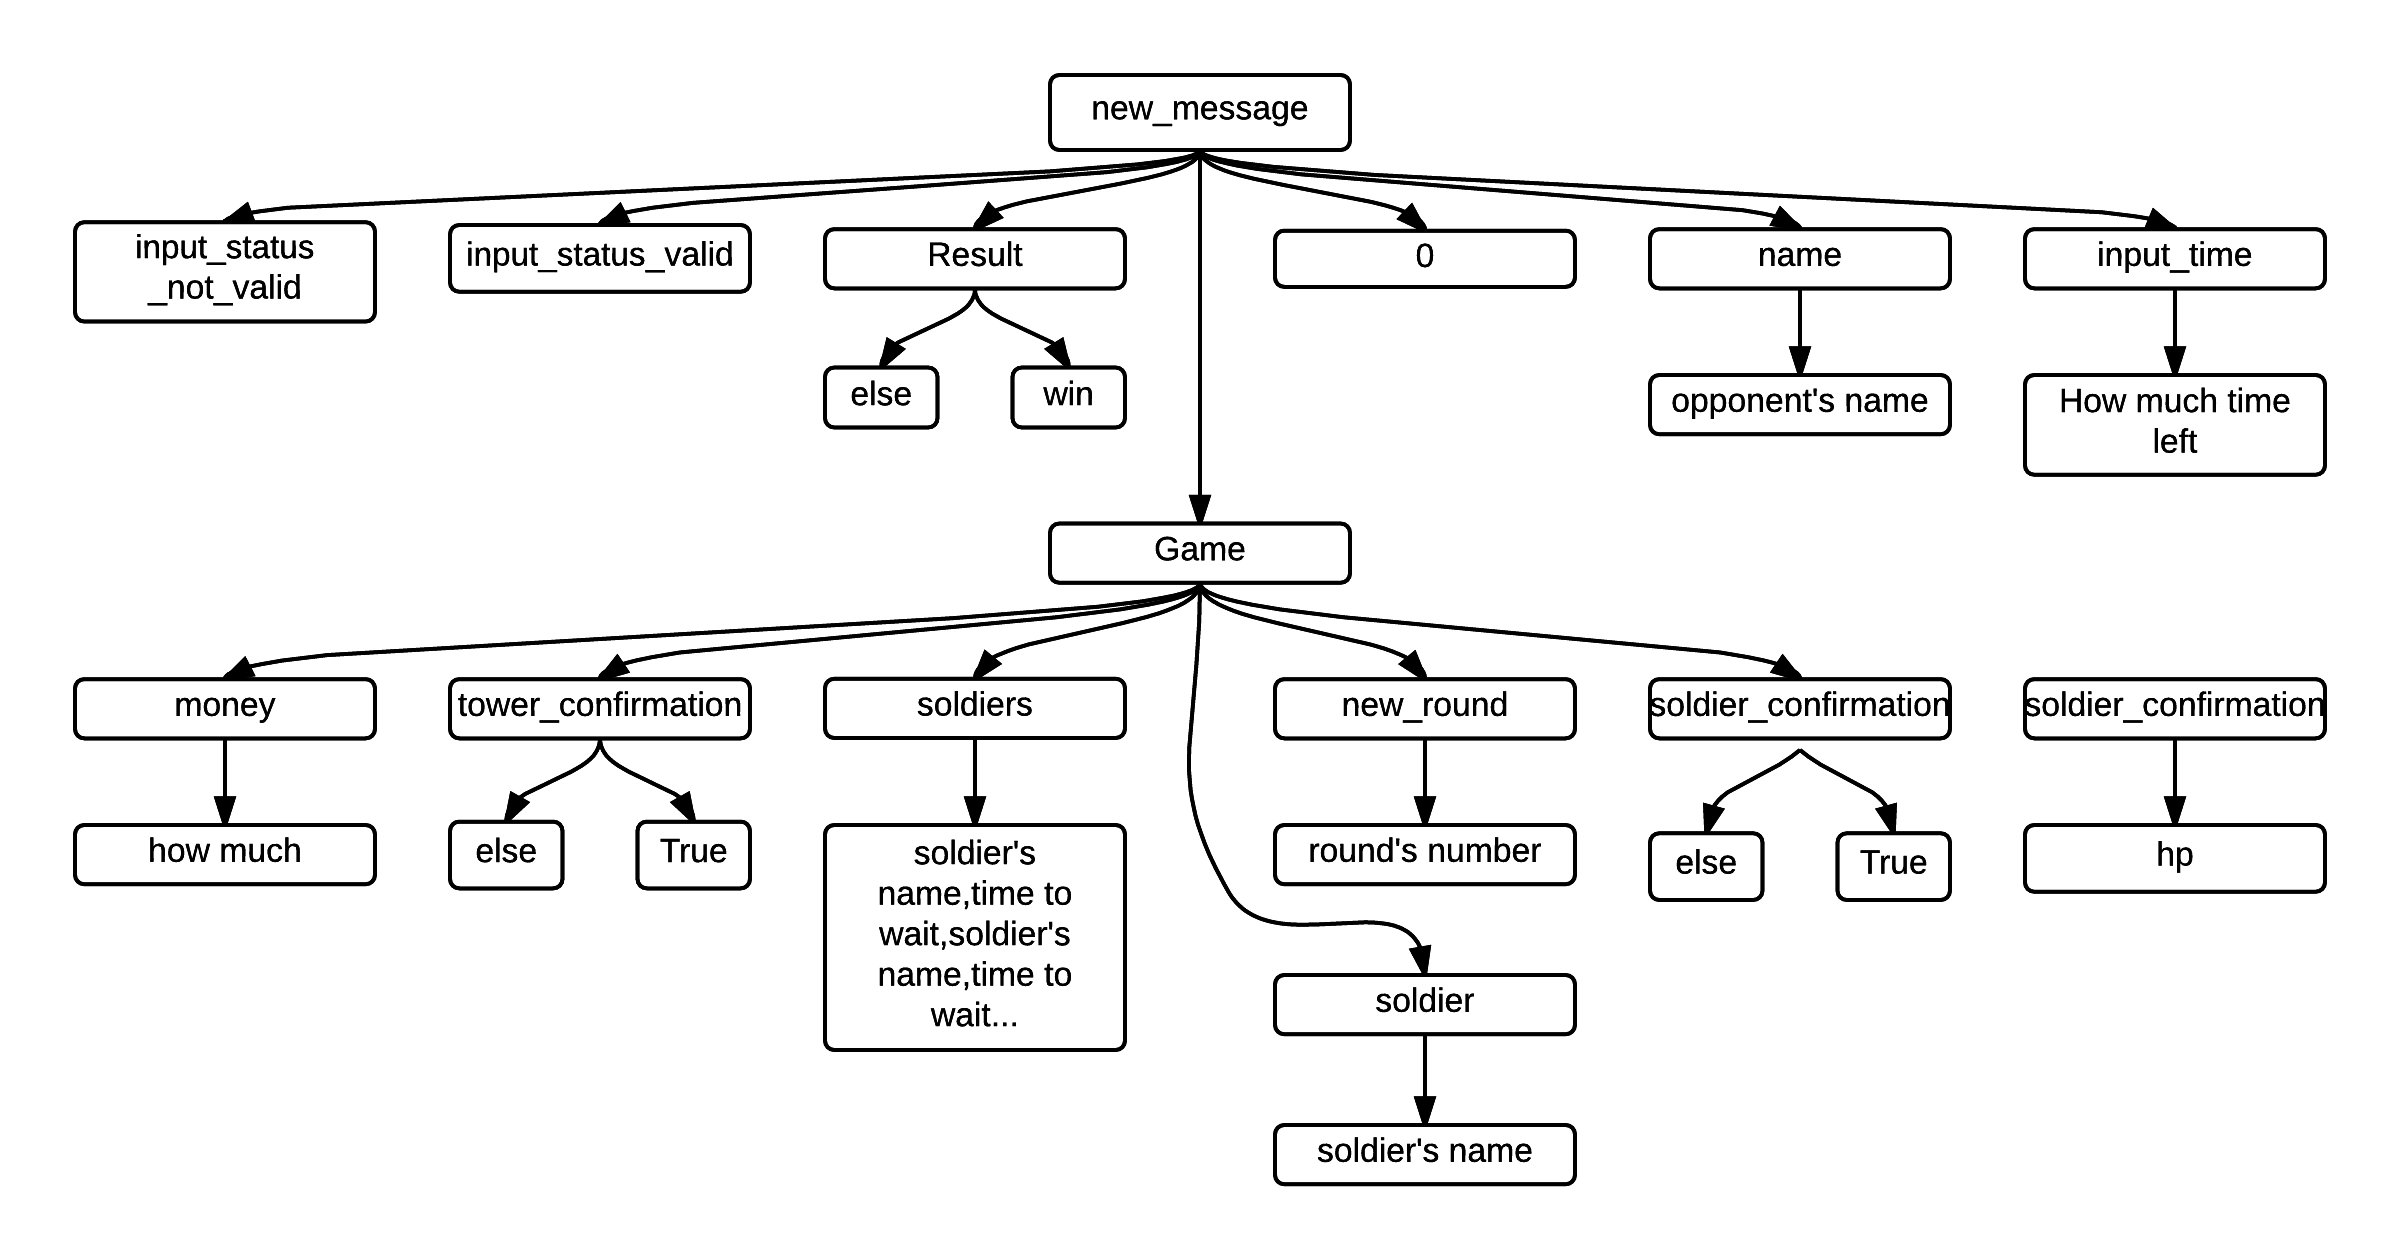 new_message
input_status
_not_valid
input_status_valid
Result
0
name
input_time
else
win
opponent's name
How much time
left
Game
money
tower_confirmation
soldiers
new_round
soldier_confirmation
soldier_confirmation
how much
else
True
soldier's
name,time to
wait,soldier's
name,time to
wait...
round's number
else
True
hp
soldier
soldier's name